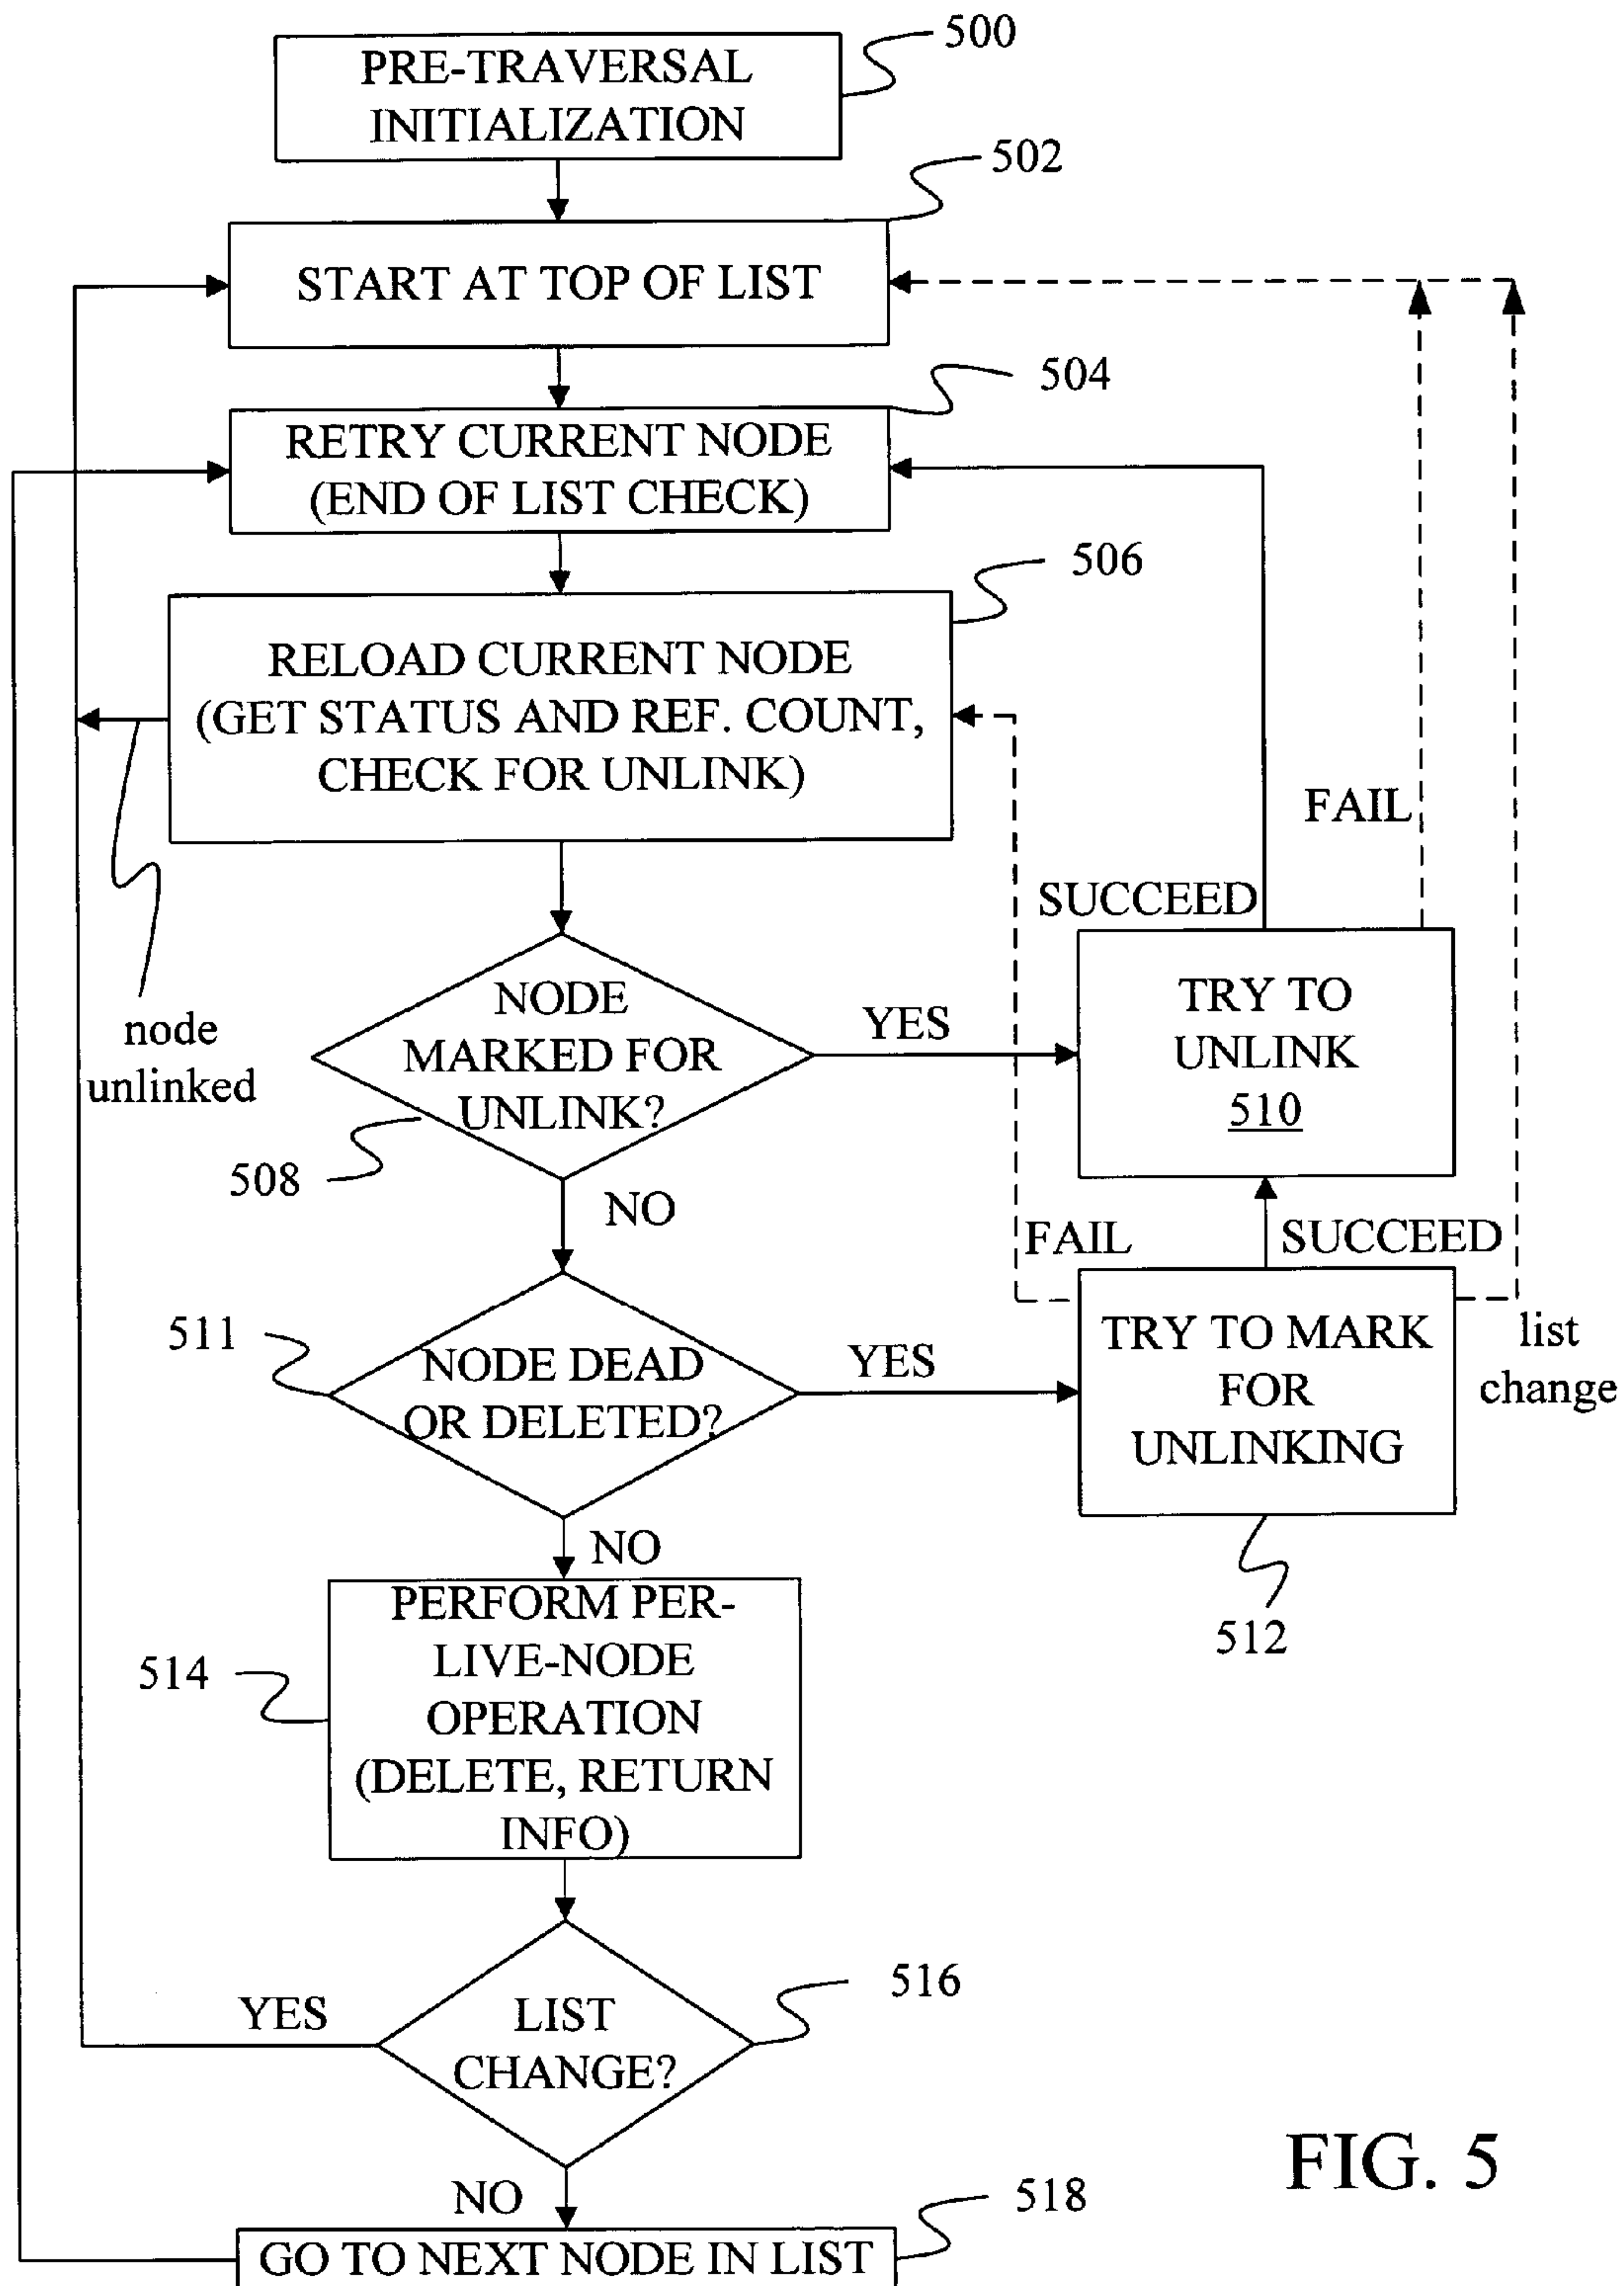 500
PRE-TRAVERSAL
INITIALIZATION
502
START AT TOP OF LIST
504
RETRY CURRENT NODE
(END OF LIST CHECK)
506
RELOAD CURRENT NODE
(GET STATUS AND REF. COUNT,
CHECK FOR UNLINK)
FAIL
SUCCEED
node
unlinked
NODE
MARKED FOR
UNLINK?
YES
TRY TO
UNLINK
510
508
NO
FAIL
SUCCEED
511
NODE DEAD
OR DELETED?
YES
TRY TO MARK
FOR
UNLINKING
list
change
512
NO
514
PERFORM PER-
LIVE-NODE
OPERATION
(DELETE, RETURN
INFO)
516
YES
LIST
CHANGE?
NO
518
GO TO NEXT NODE IN LIST
FIG. 5